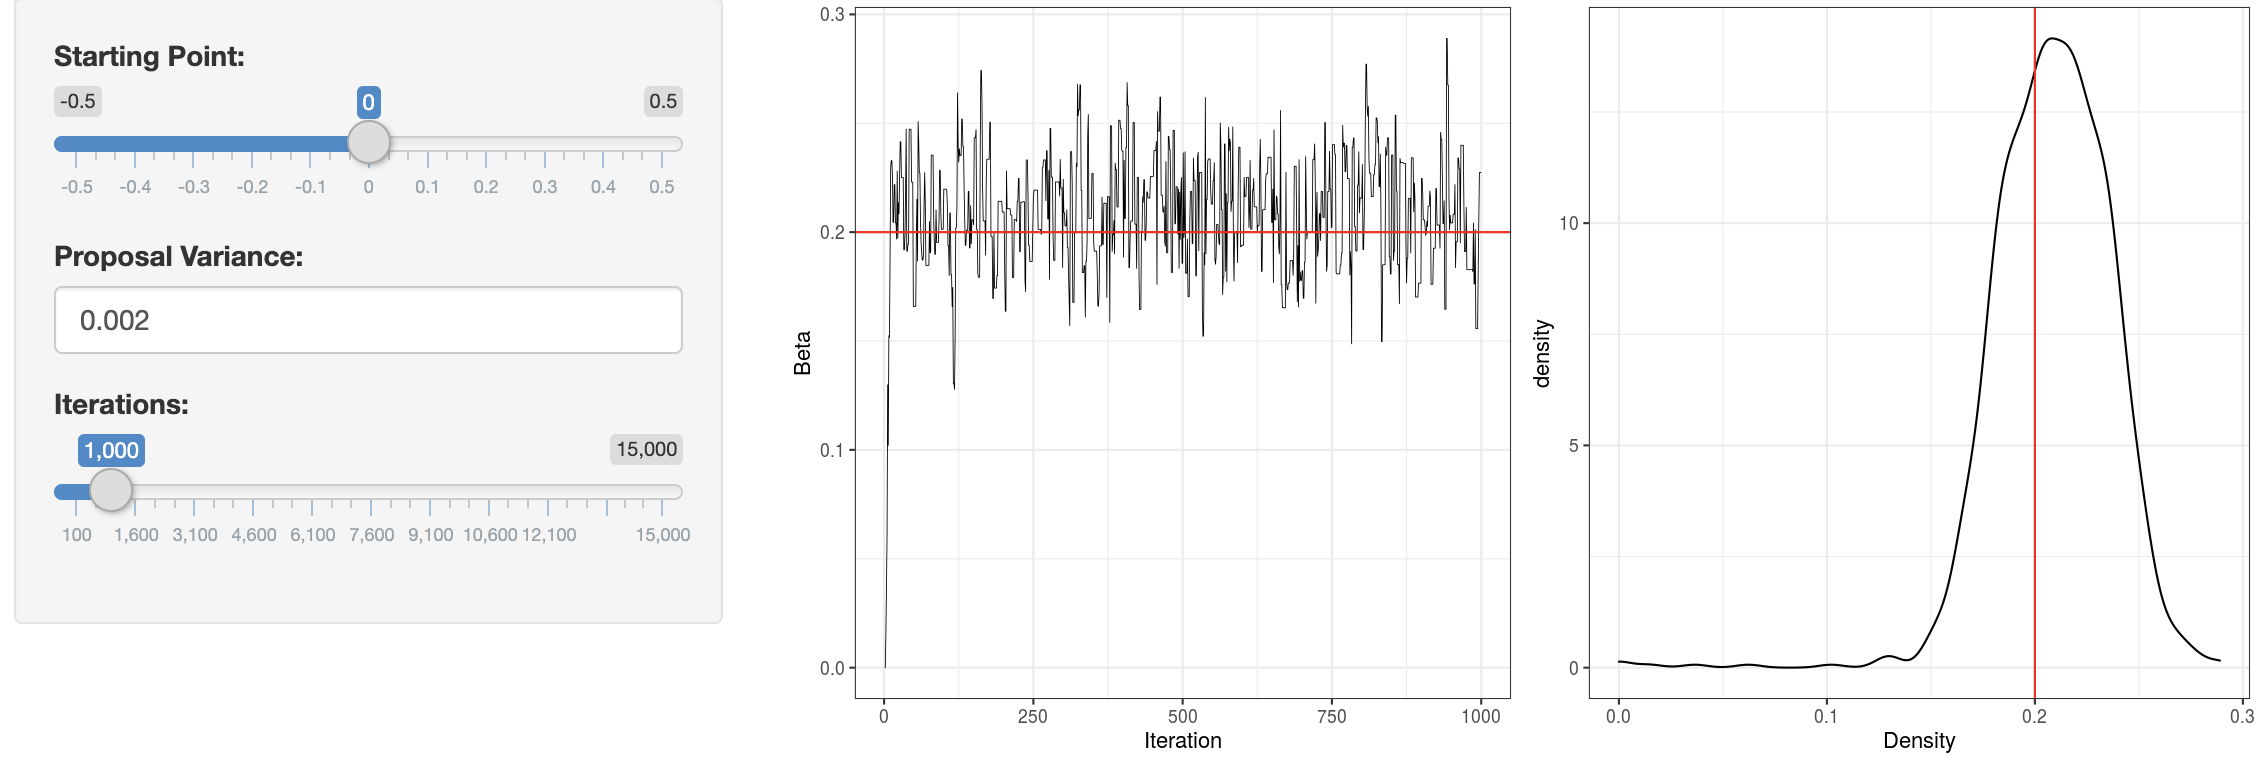 Starting Point:
-0.5 0 0.5
-0.5 -0.4 -0.3 -0.2 -0.1 0 0.1 0.2 0.3 0.4 0.5
Proposal Variance:
0.002
Iterations:
1,000 15,000
100 1,600 3,100 4,600 6,100 7,600 9,100 10,600 12,100 15,000
Beta
0.3
0.2
0.1
0.0
0 250 500 750 1000
Iteration
density
10
5
0
0.0 0.1 0.2 0.3
Density